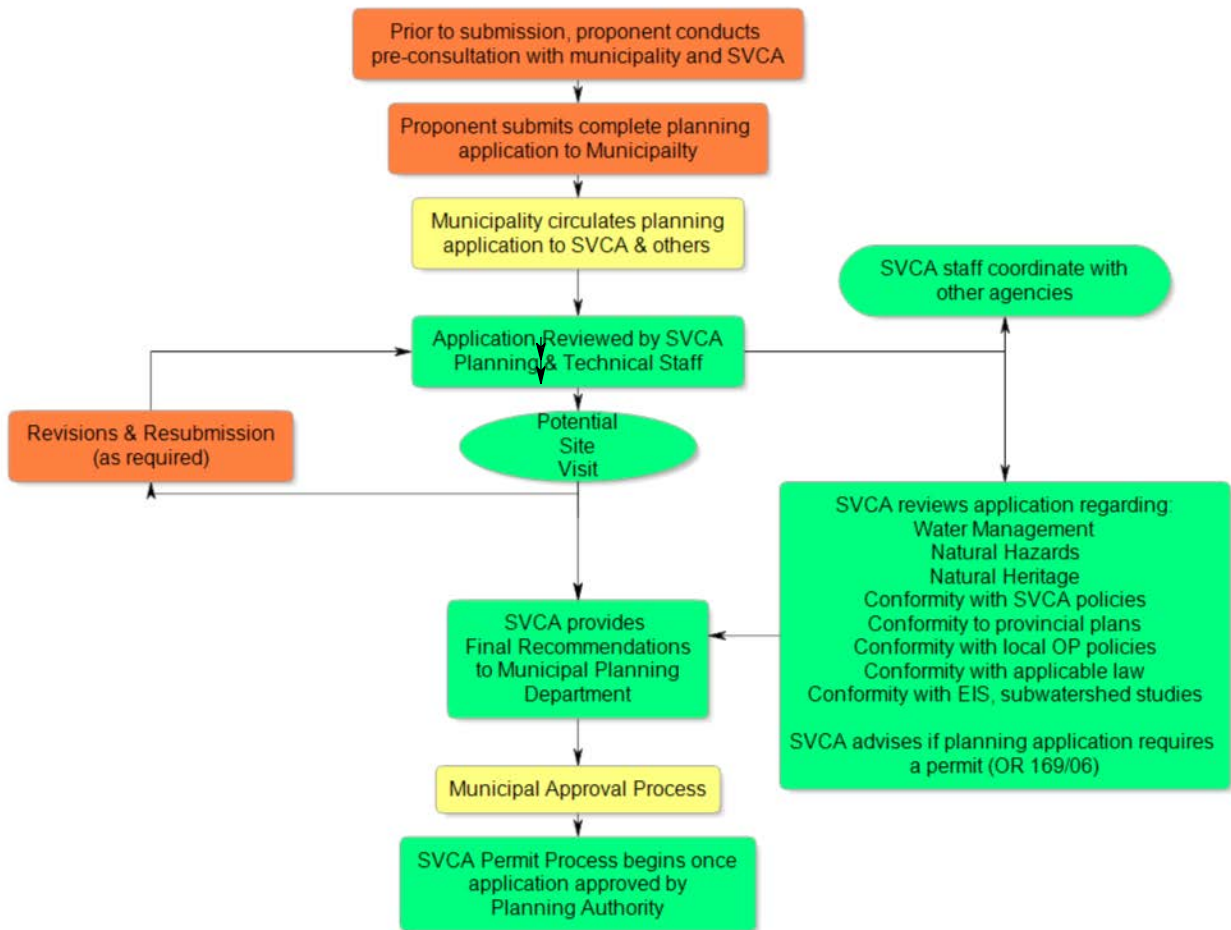 Prior to submission, proponent conducts
pre-consultation with municipality and SVCA
Proponent submits complete planning
application to Municipailty
Municipality circulates planning
application to SVCA & others
SVCA staff coordinate with
other agencies
Application Reviewed by SVCA
Planning & Technical Staff
Revisions & Resubmission
(as required)
Potential
Site
Visit
SVCA reviews application regarding:
Water Management
Natural Hazards
Natural Heritage
Conformity with SVCA policies
Conformity to provincial plans
Conformity with local OP policies
Conformity with applicable law
Conformity with EIS, subwatershed studies
SVCA advises if planning application requires
a permit (OR 169/06)
SVCA provides
Final Recommendations
to Municipal Planning
Department
Municipal Approval Process
SVCA Permit Process begins once
application approved by
Planning Authority